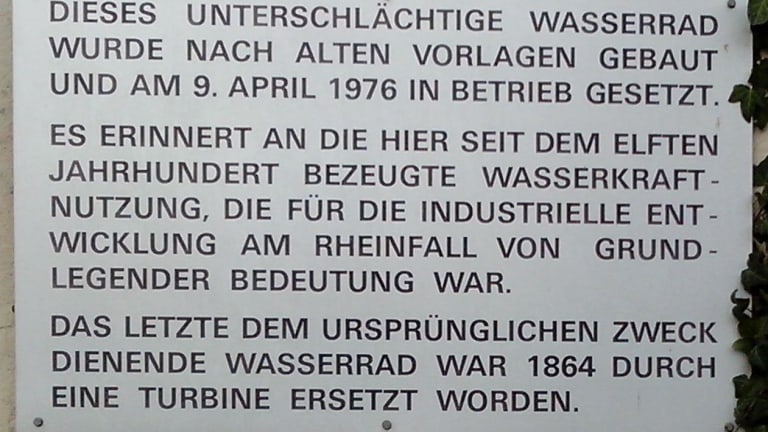 DIESES UNTERSCHLÄCHTIGE WASSERRAD
WURDE NACH ALTEN VORLAGEN GEBAUT
UND AM 9. APRIL 1976 IN BETRIEB GESETZT.
ES ERINNERT AN DIE HIER SEIT DEM ELFTEN
JAHRHUNDERT BEZEUGTE WASSERKRAFT-
NUTZUNG, DIE FÜR DIE INDUSTRIELLE ENT-
WICKLUNG AM RHEINFALL VON GRUND-
LEGENDER BEDEUTUNG WAR.
DAS LETZTE DEM URSPRÜNGLICHEN ZWECK
DIENENDE WASSERRAD WAR 1864 DURCH
EINE TURBINE ERSETZT WORDEN.